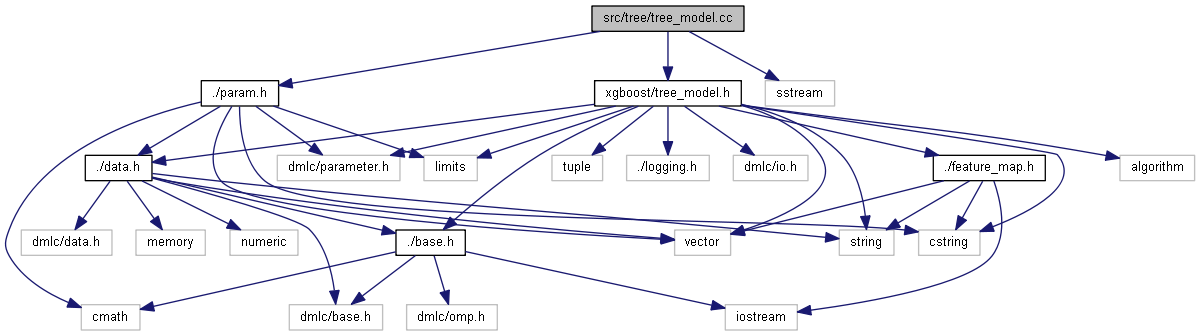 src/tree/tree_model.cc
./param.h
xgboost/tree_model.h
sstream
./data.h
dmlc/parameter.h
limits
tuple
./logging.h
dmlc/io.h
./feature_map.h
algorithm
dmlc/data.h
memory
numeric
./base.h
vector
string
cstring
cmath
dmlc/base.h
dmlc/omp.h
iostream